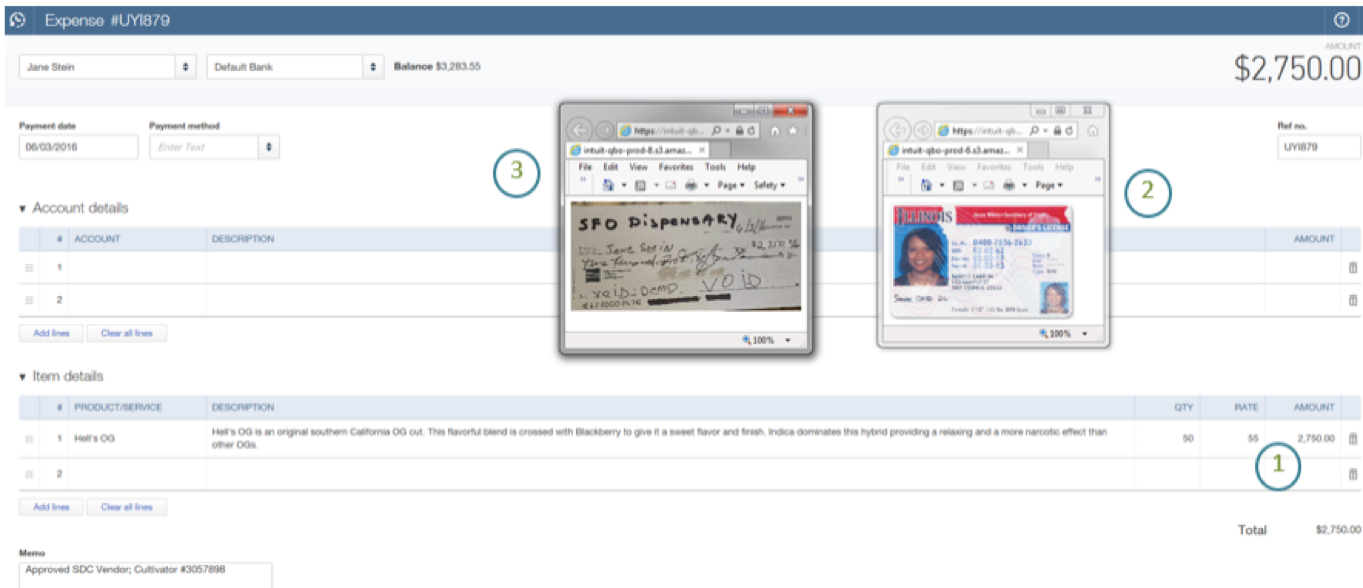 Expense #UYI879
AMOUNT
$2,750.00
Jane Stein
Default Bank
Balance $3,283.55
Payment date
Payment method
Ref no.
06/03/2016
Enter Text
UYI879
https://intuit-qb...
intuit-qbo-prod-8.s3.amaz...
File Edit View Favorites Tools Help
Page Safety
SFO DISPENSARY
Jane Stein
VOID-DEMO VOID
100%
3
https://intuit-qb...
intuit-qbo-prod-6.s3.amaz...
File Edit View Favorites Tools Help
Page
ILLINOIS
DRIVER'S LICENSE
100%
2
Account details
# ACCOUNT DESCRIPTION AMOUNT
1
2
Add lines Clear all lines
Item details
# PRODUCT/SERVICE DESCRIPTION QTY RATE AMOUNT
1 Hell's OG Hell's OG is an original southern California OG cut. This flavorful blend is crossed with Blackberry to give it a sweet flavor and finish. Indica dominates this hybrid providing a relaxing and a more narcotic effect than 50 55 2,750.00
other OGs.
1
2
Add lines Clear all lines
Total $2,750.00
Memo
Approved SDC Vendor; Cultivator #3057898